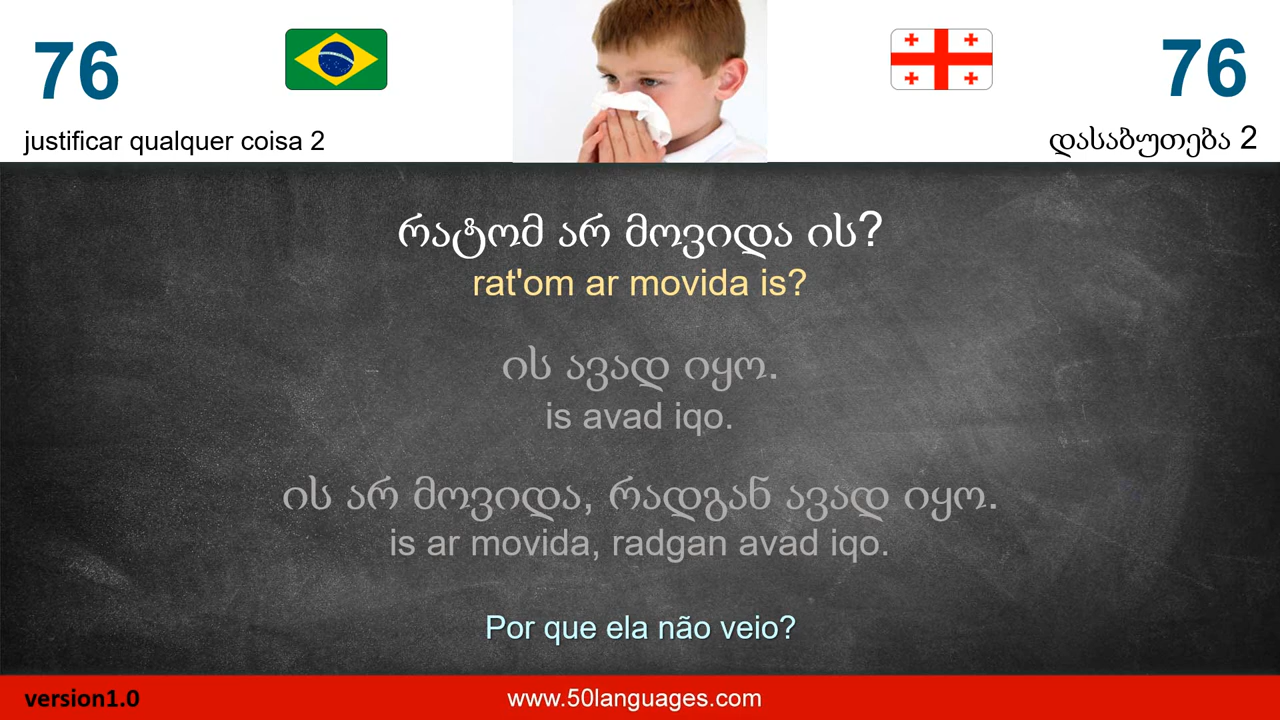 76
76
justificar qualquer coisa 2
დასაბუთება 2
რატომ არ მოვიდა ის?
rat'om ar movida is?
ის ავად იყო.
is avad iqo.
ის არ მოვიდა, რადგან ავად იყო.
is ar movida, radgan avad iqo.
Por que ela não veio?
version1.0
www.50languages.com